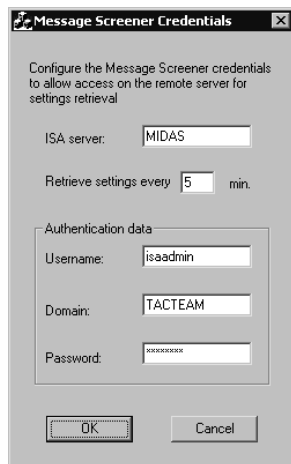 Message Screener Credentials
Configure the Message Screener credentials
to allow access on the remote server for
settings retrieval
ISA server: MIDAS
Retrieve settings every 5 min.
Authentication data
Username: isaadmin
Domain: TACTEAM
Password: xxxxxxxx
OK Cancel